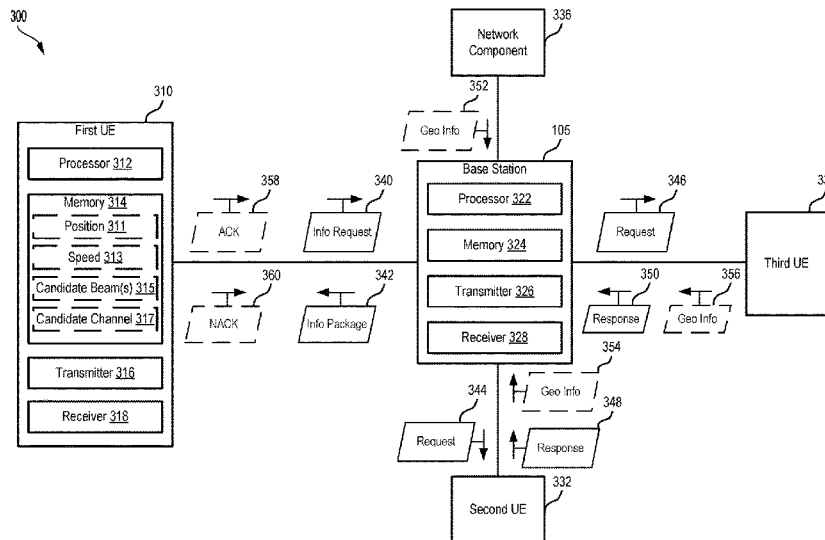 300
336
Network
Component
310
352
First UE
Geo Info
105
Processor 312
Base Station
358
340
346
Memory 314
Processor 322
Position 311
ACK
Info Request
Request
Speed 313
Memory 324
360
342
Third UE
350
356
Candidate Beam(s) 315
Transmitter 326
Candidate Channel 317
NACK
Info Package
Response
Geo Info
Receiver 328
Transmitter 316
354
344
Geo Info
348
Receiver 318
Request
Response
332
Second UE